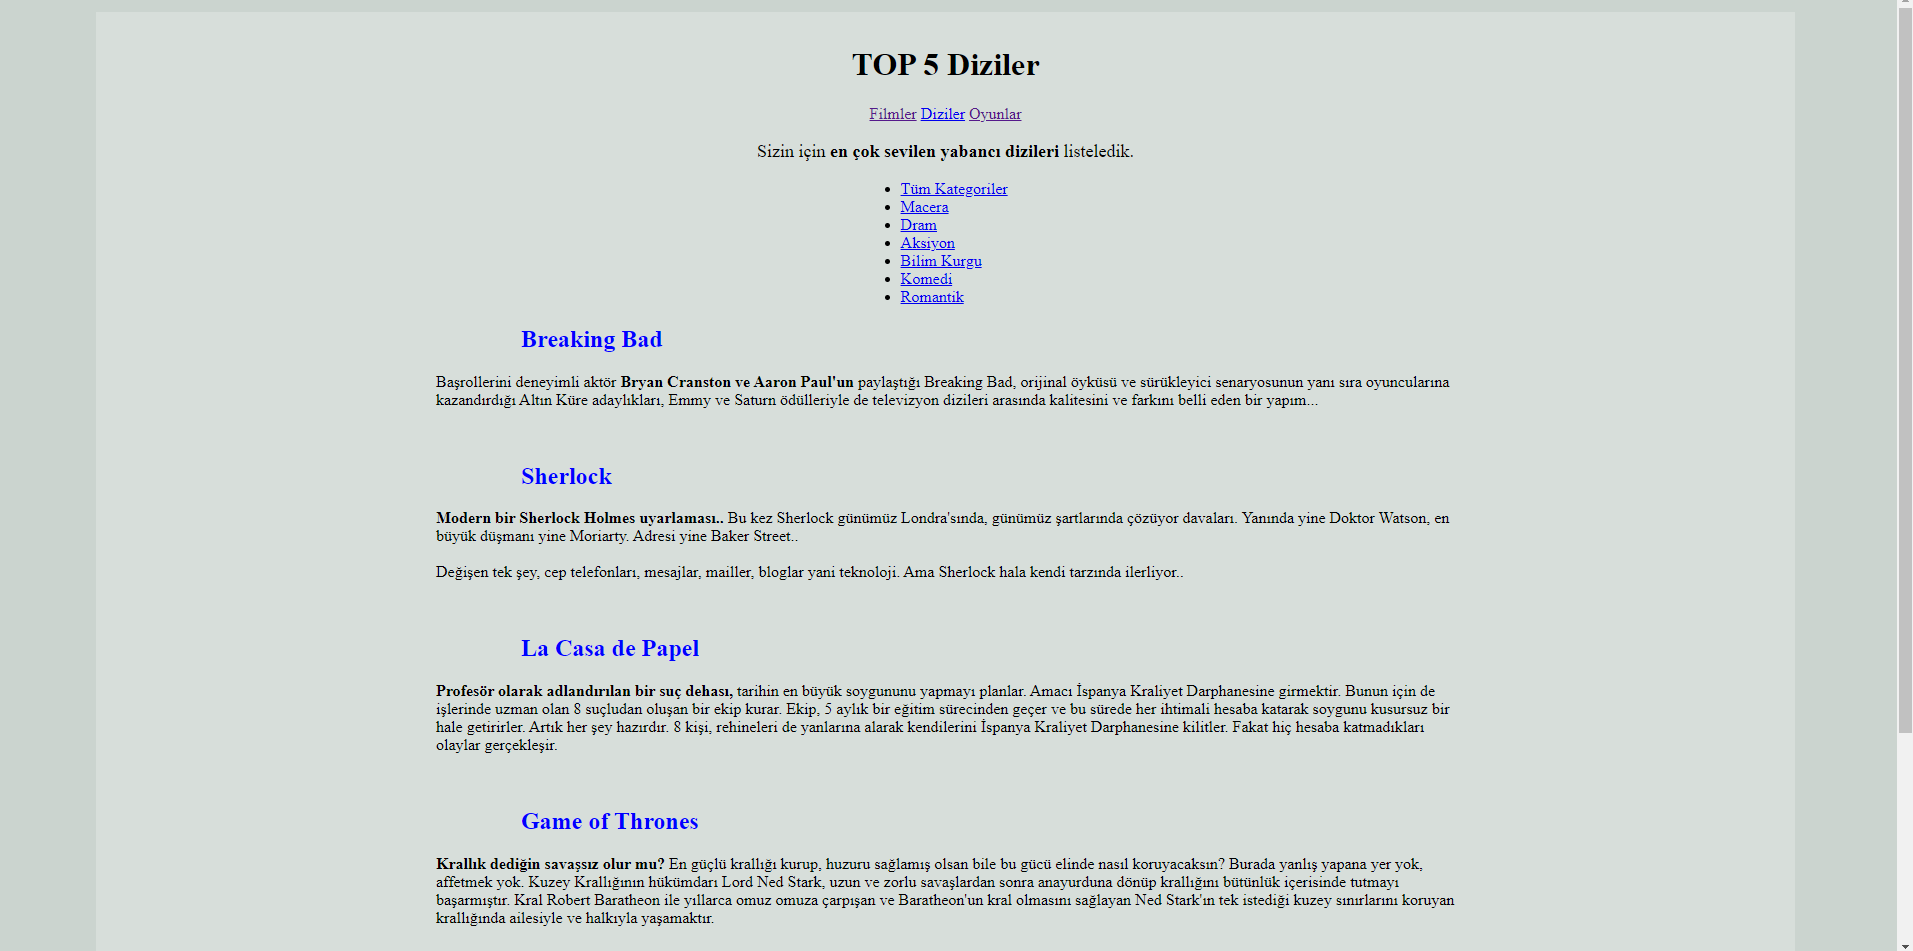 TOP 5 Diziler
Filmler Diziler Oyunlar
Sizin için en çok sevilen yabancı dizileri listeledik.
Tüm Kategoriler
Macera
Dram
Aksiyon
Bilim Kurgu
Komedi
Romantik
Breaking Bad
Başrollerini deneyimli aktör Bryan Cranston ve Aaron Paul'un paylaştığı Breaking Bad, orijinal öyküsü ve sürükleyici senaryosunun yanı sıra oyuncularına
kazandırdığı Altın Küre adaylıkları, Emmy ve Saturn ödülleriyle de televizyon dizileri arasında kalitesini ve farkını belli eden bir yapım...
Sherlock
Modern bir Sherlock Holmes uyarlaması.. Bu kez Sherlock günümüz Londra'sında, günümüz şartlarında çözüyor davaları. Yanında yine Doktor Watson, en
büyük düşmanı yine Moriarty. Adresi yine Baker Street..
Değişen tek şey, cep telefonları, mesajlar, mailler, bloglar yani teknoloji. Ama Sherlock hala kendi tarzında ilerliyor..
La Casa de Papel
Profesör olarak adlandırılan bir suç dehası, tarihin en büyük soygununu yapmayı planlar. Amacı İspanya Kraliyet Darphanesine girmektir. Bunun için de
işlerinde uzman olan 8 suçludan oluşan bir ekip kurar. Ekip, 5 aylık bir eğitim sürecinden geçer ve bu sürede her ihtimali hesaba katarak soygunu kusursuz bir
hale getirirler. Artık her şey hazırdır. 8 kişi, rehineleri de yanlarına alarak kendilerini İspanya Kraliyet Darphanesine kilitler. Fakat hiç hesaba katmadıkları
olaylar gerçekleşir.
Game of Thrones
Krallık dediğin savaşsız olur mu? En güçlü krallığı kurup, huzuru sağlamış olsan bile bu gücü elinde nasıl koruyacaksın? Burada yanlış yapana yer yok,
affetmek yok. Kuzey Krallığının hükümdarı Lord Ned Stark, uzun ve zorlu savaşlardan sonra anayurduna dönüp krallığını bütünlük içerisinde tutmayı
başarmıştır. Kral Robert Baratheon ile yıllarca omuz omuza çarpışan ve Baratheon'un kral olmasını sağlayan Ned Stark'ın tek istediği kuzey sınırlarını koruyan
krallığında ailesiyle ve halkıyla yaşamaktır.